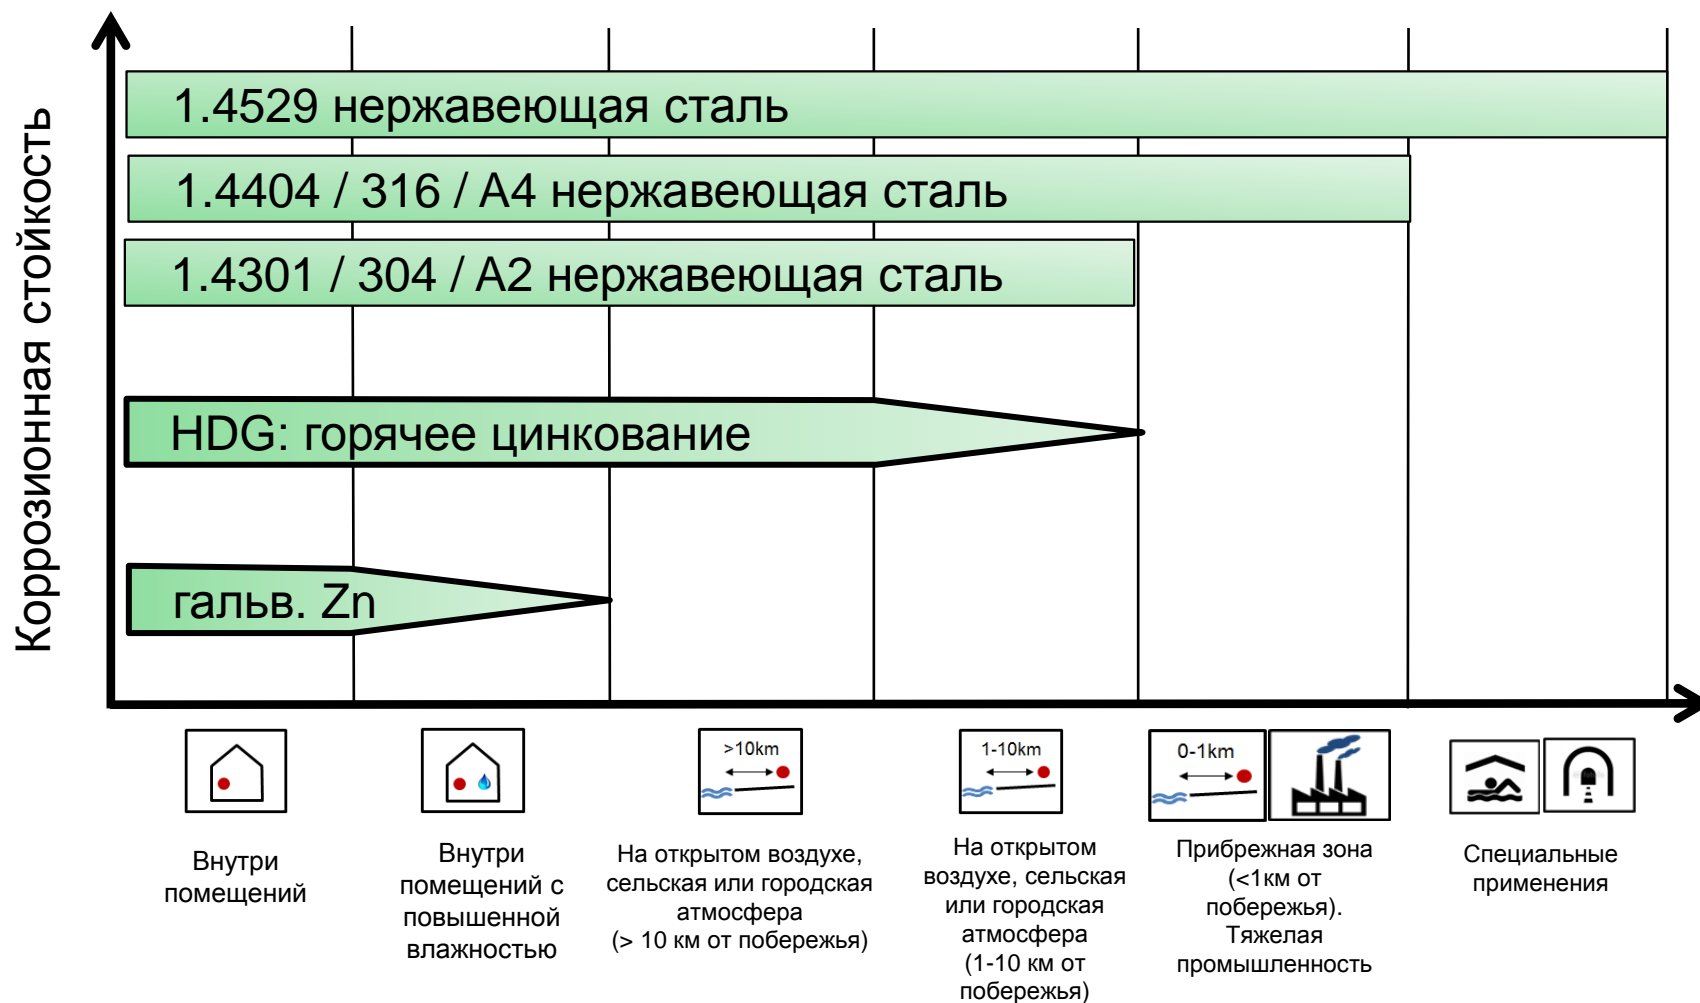 Коррозионная стойкость
1.4529 нержавеющая сталь
1.4404 / 316 / A4 нержавеющая сталь
1.4301 / 304 / A2 нержавеющая сталь
HDG: горячее цинкование
гальв. Zn
>10km
1-10km
0-1km
Внутри
помещений
Внутри
помещений с
повышенной
влажностью
На открытом воздухе,
сельская или городская
атмосфера
(> 10 км от побережья)
На открытом
воздухе, сельская
или городская
атмосфера
(1-10 км от
побережья)
Прибрежная зона
(<1км от
побережья).
Тяжелая
промышленность
Специальные
применения